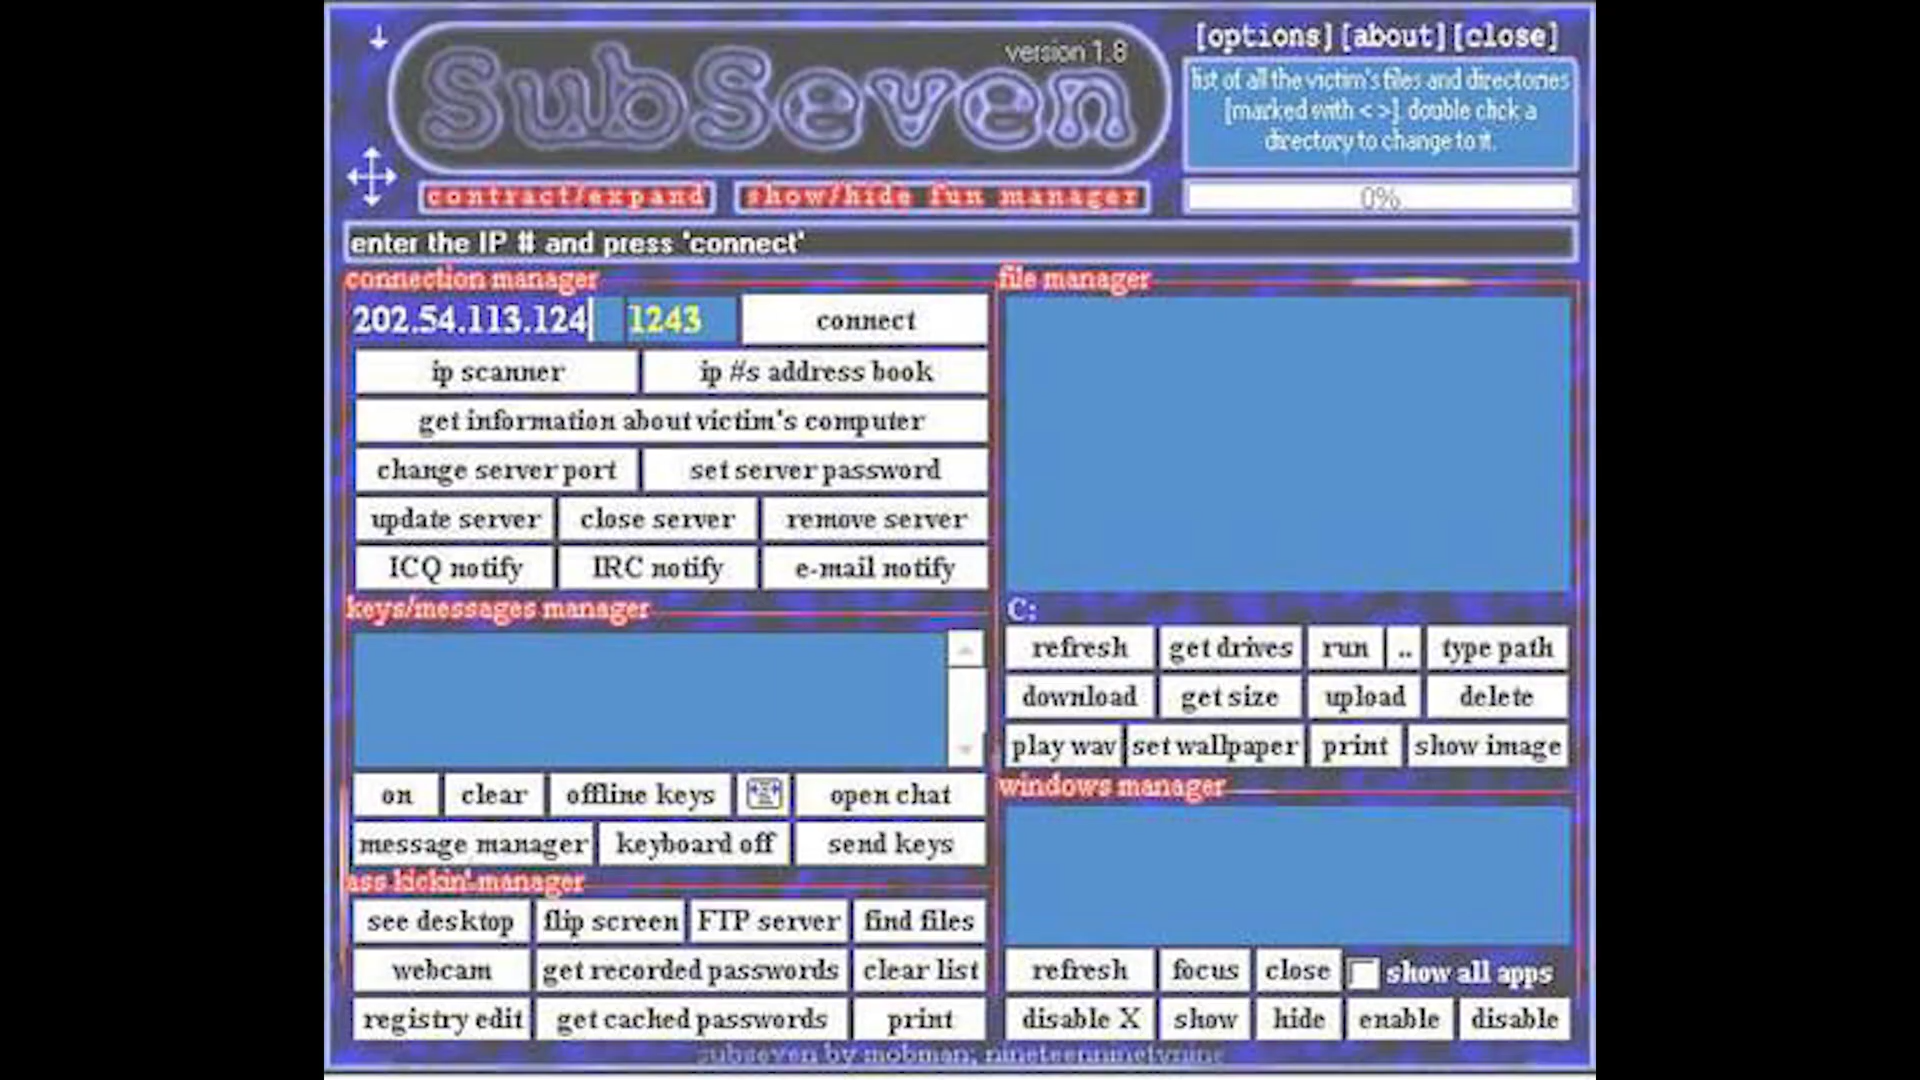 SubSeven
version 1.8
[options] [about] [close]
list of all the victim's files and directories
[marked with < >]. double click a
directory to change to it.
contract/expand
show/hide fun manager
0%
enter the IP # and press 'connect'
connection manager
202.54.113.124 1243 connect
ip scanner ip #s address book
get information about victim's computer
change server port set server password
update server close server remove server
ICQ notify IRC notify e-mail notify
keys/messages manager
on clear offline keys open chat
message manager keyboard off send keys
ass kickin' manager
see desktop flip screen FTP server find files
webcam get recorded passwords clear list
registry edit get cached passwords print
file manager
C:
refresh get drives run .. type path
download get size upload delete
play wav set wallpaper print show image
windows manager
refresh focus close show all apps
disable X show hide enable disable
subseven by mobman; nineteenninetynine